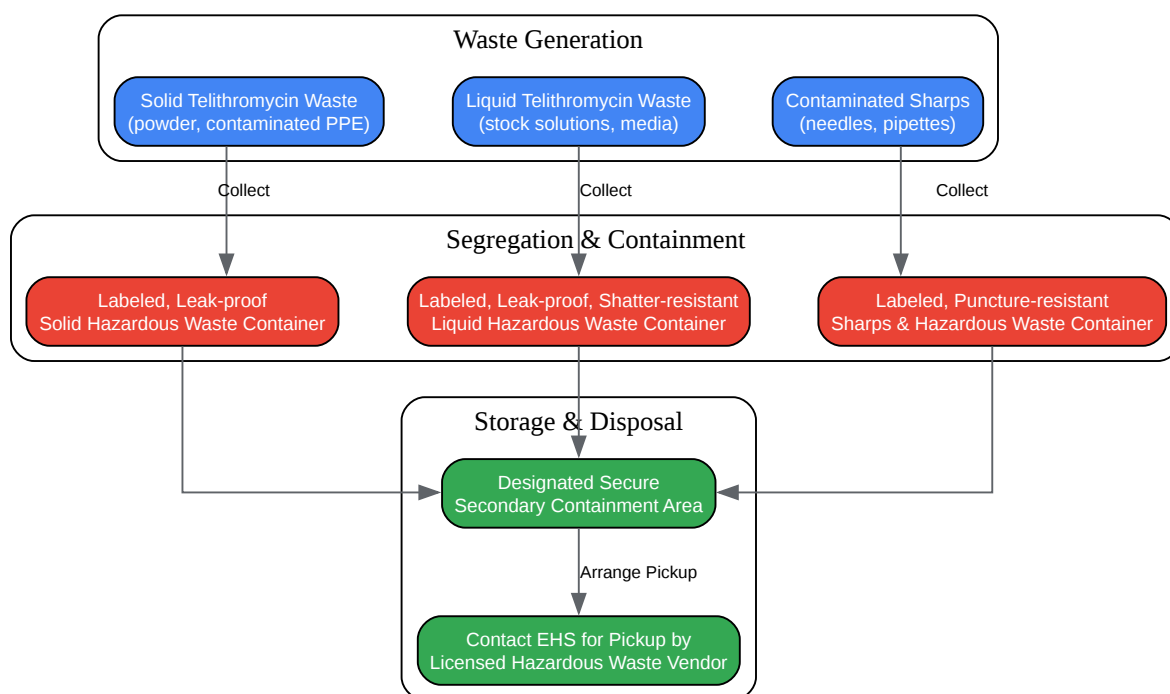 Waste Generation
Solid Telithromycin Waste
(powder, contaminated PPE)
Liquid Telithromycin Waste
(stock solutions, media)
Contaminated Sharps
(needles, pipettes)
Collect
Collect
Collect
Segregation & Containment
Labeled, Leak-proof
Solid Hazardous Waste Container
Labeled, Leak-proof, Shatter-resistant
Liquid Hazardous Waste Container
Labeled, Puncture-resistant
Sharps & Hazardous Waste Container
Storage & Disposal
Designated Secure
Secondary Containment Area
Arrange Pickup
Contact EHS for Pickup by
Licensed Hazardous Waste Vendor